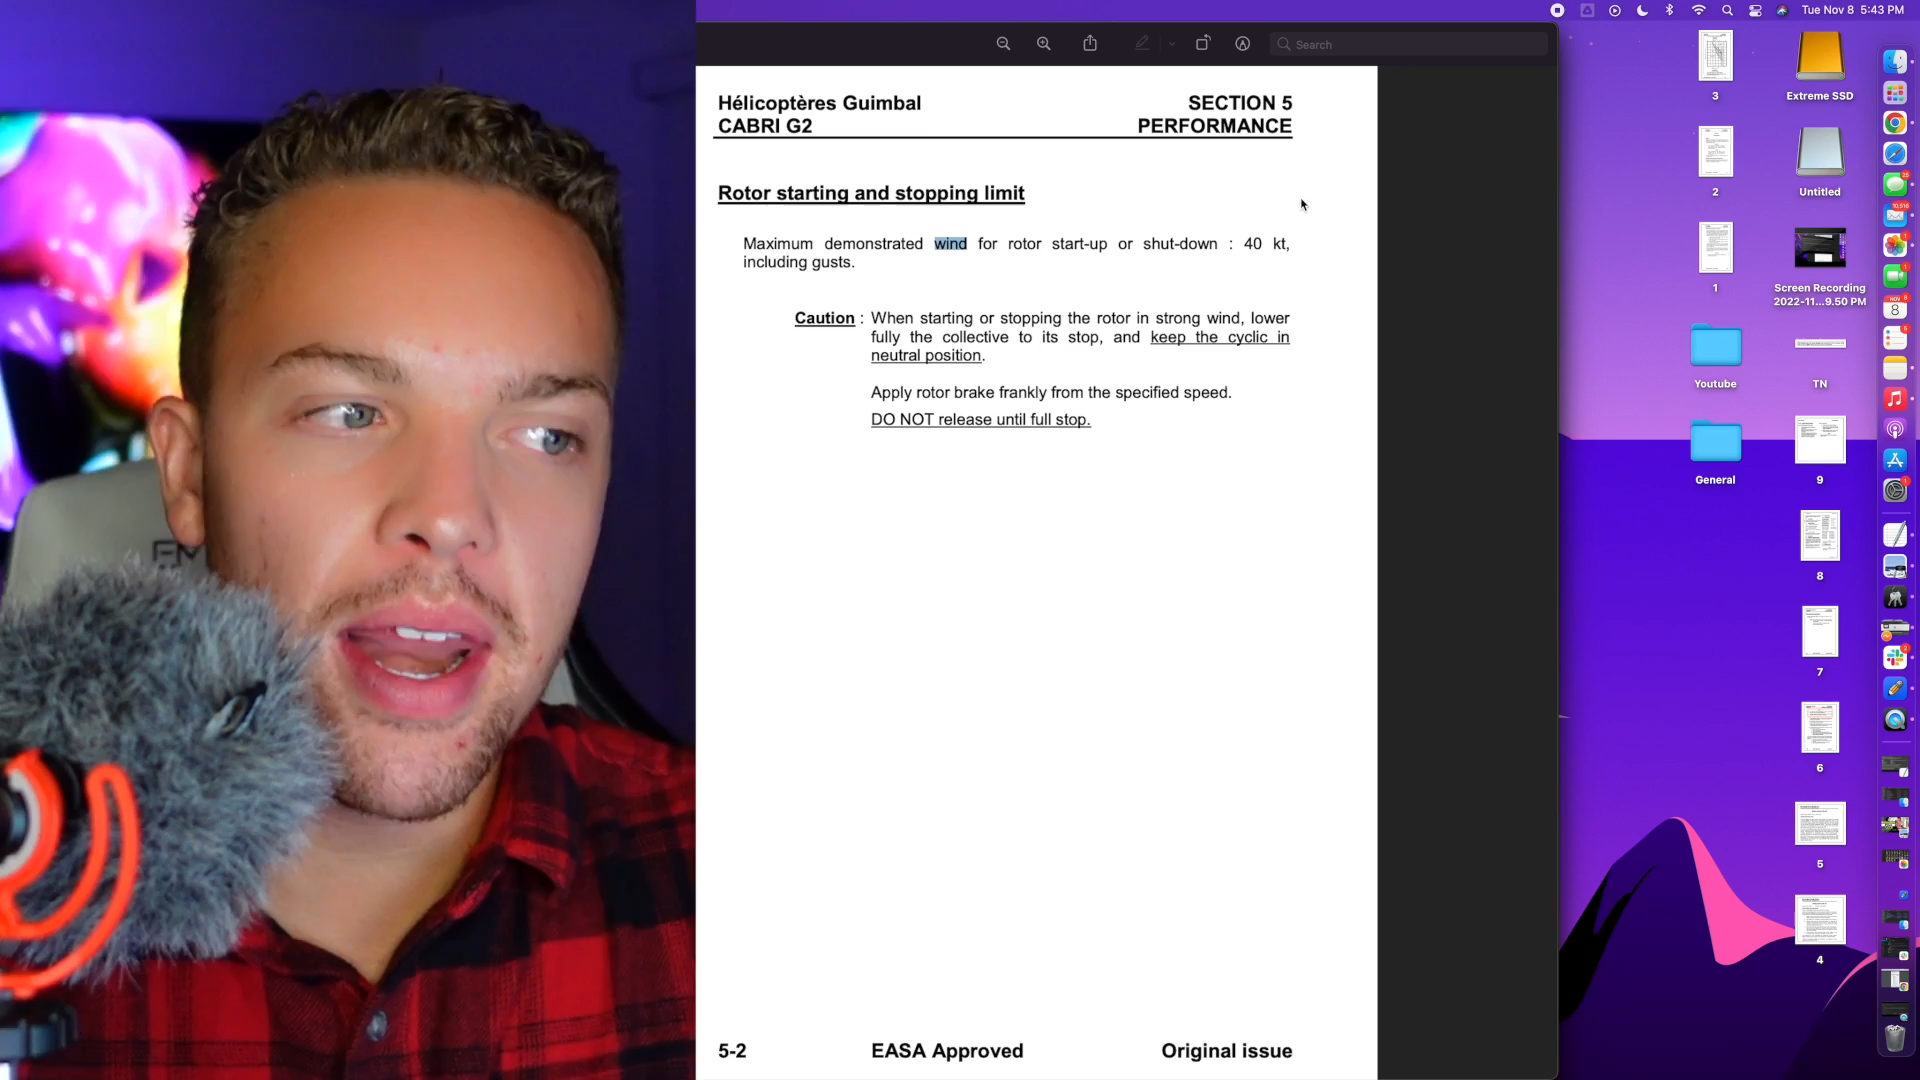 Tue Nov 8 5:43 PM
Search
Hélicoptères Guimbal
SECTION 5
CABRI G2
PERFORMANCE
Rotor starting and stopping limit
Maximum demonstrated wind for rotor start-up or shut-down : 40 kt,
including gusts.
Caution : When starting or stopping the rotor in strong wind, lower
fully the collective to its stop, and keep the cyclic in
neutral position.
Apply rotor brake frankly from the specified speed.
DO NOT release until full stop.
5-2
EASA Approved
Original issue
3
Extreme SSD
2
Untitled
1
Screen Recording
2022-11...9.50 PM
Youtube
TN
General
9
8
7
6
5
4